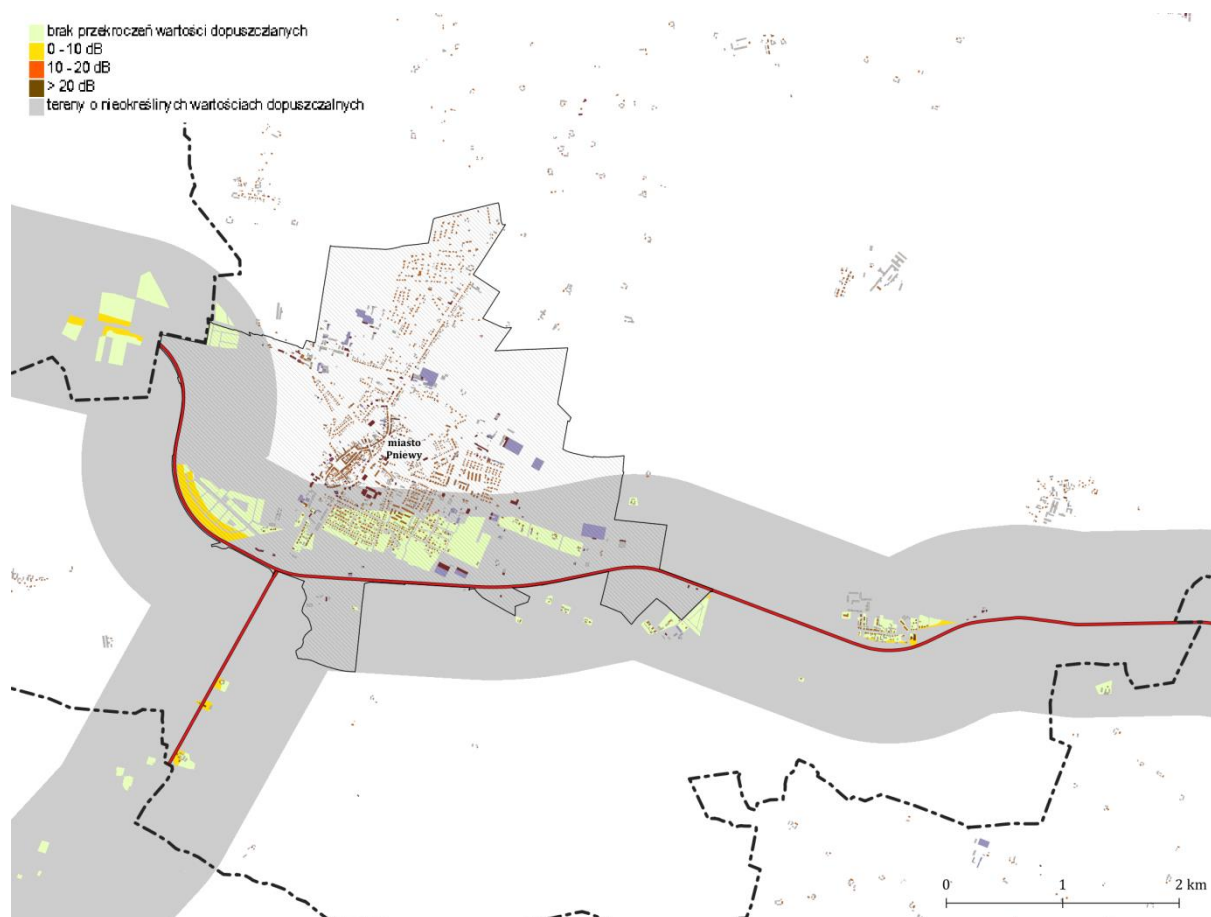 brak przekroczeń wartości dopuszczlanych
0 - 10 dB
10 - 20 dB
> 20 dB
tereny o nieokreślinych wartościach dopuszczalnych
miasto
Pniewy
0 1 2 km